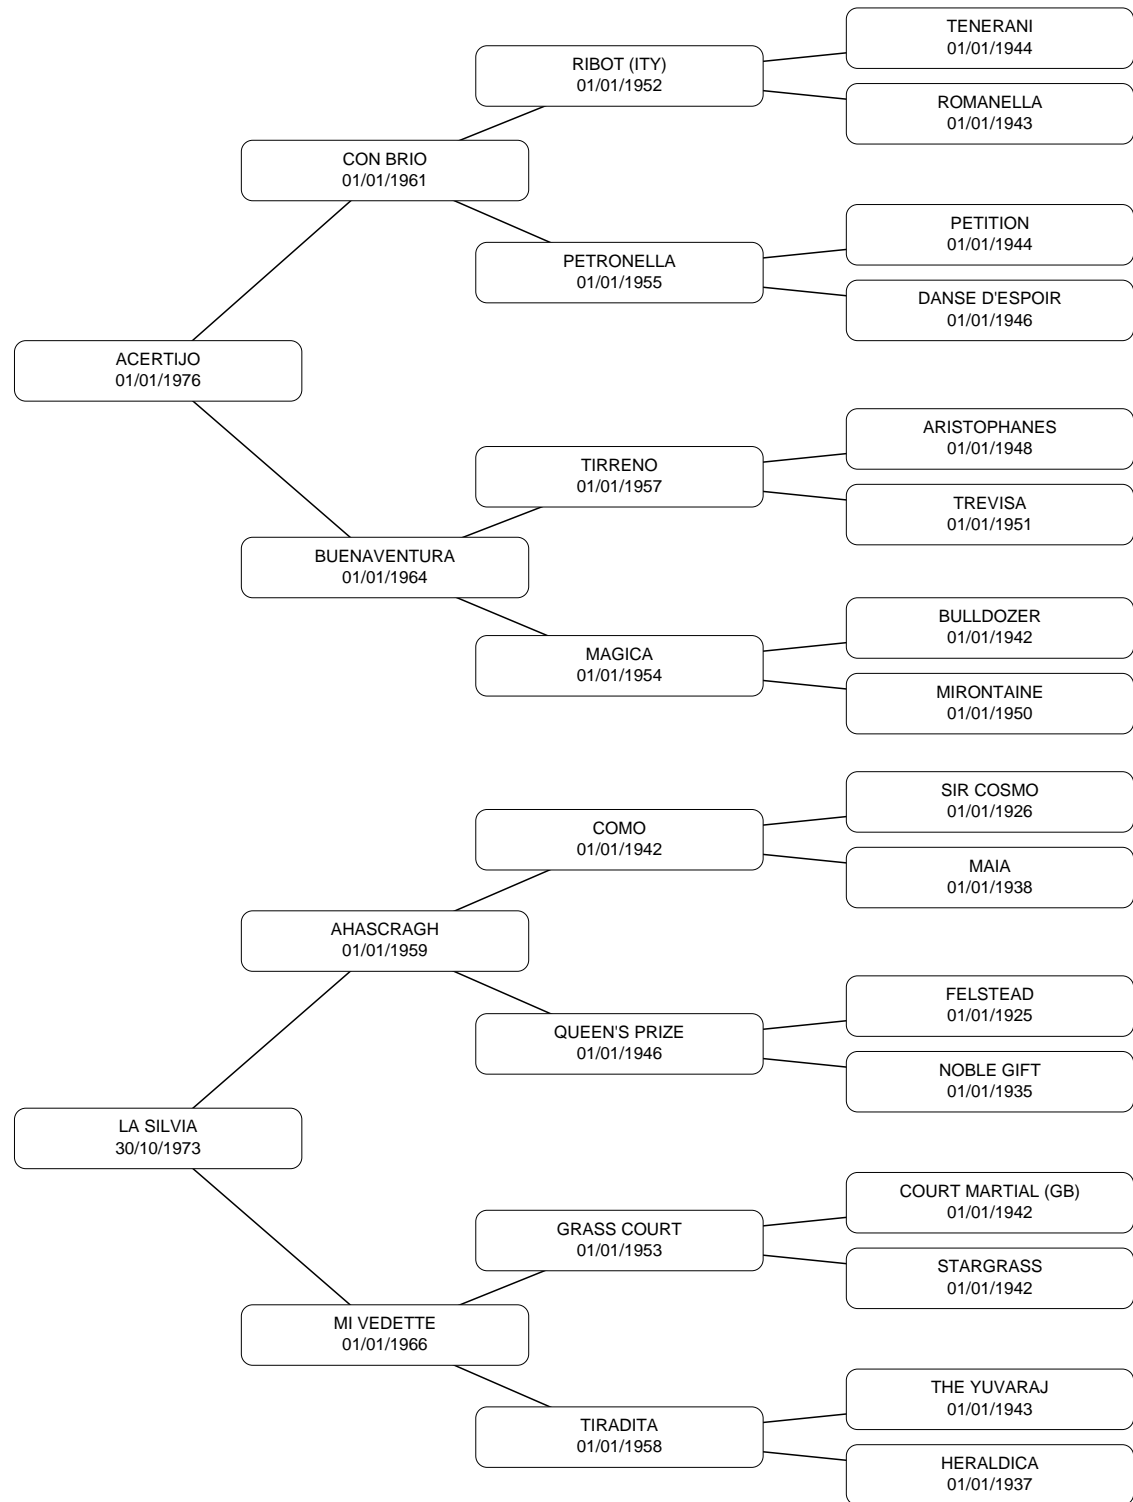 TENERANI
01/01/1944
RIBOT (ITY)
01/01/1952
ROMANELLA
01/01/1943
CON BRIO
01/01/1961
PETITION
01/01/1944
PETRONELLA
01/01/1955
DANSE D'ESPOIR
01/01/1946
ACERTIJO
01/01/1976
ARISTOPHANES
01/01/1948
TIRRENO
01/01/1957
TREVISA
01/01/1951
BUENAVENTURA
01/01/1964
BULLDOZER
01/01/1942
MAGICA
01/01/1954
MIRONTAINE
01/01/1950
SIR COSMO
01/01/1926
COMO
01/01/1942
MAIA
01/01/1938
AHASCRAGH
01/01/1959
FELSTEAD
01/01/1925
QUEEN'S PRIZE
01/01/1946
NOBLE GIFT
01/01/1935
LA SILVIA
30/10/1973
COURT MARTIAL (GB)
01/01/1942
GRASS COURT
01/01/1953
STARGRASS
01/01/1942
MI VEDETTE
01/01/1966
THE YUVARAJ
01/01/1943
TIRADITA
01/01/1958
HERALDICA
01/01/1937